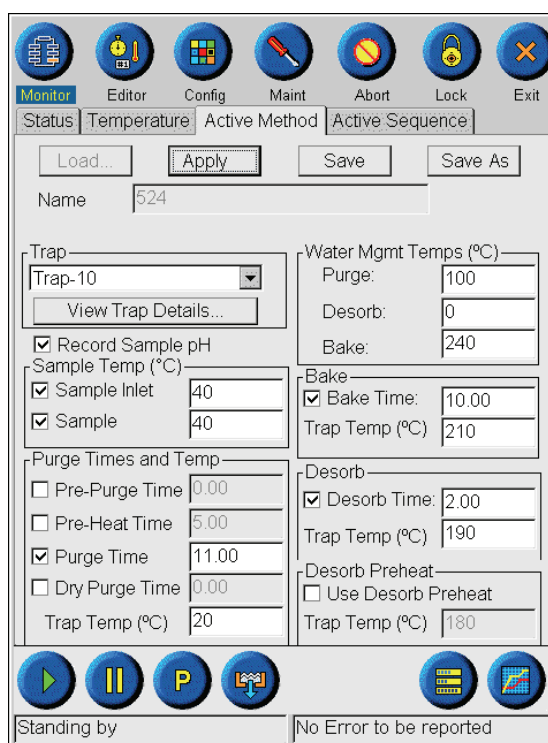 #1
Monitor Editor Config Maint Abort Lock Exit
Status Temperature Active Method Active Sequence
Load... Apply Save Save As
Name 524
Trap
Trap-10
View Trap Details...
Record Sample pH
Sample Temp (°C)
Sample Inlet 40
Sample 40
Purge Times and Temp
Pre-Purge Time 0.00
Pre-Heat Time 5.00
Purge Time 11.00
Dry Purge Time 0.00
Trap Temp (ºC) 20
Water Mgmt Temps (ºC)
Purge: 100
Desorb: 0
Bake: 240
Bake
Bake Time: 10.00
Trap Temp (ºC) 210
Desorb
Desorb Time: 2.00
Trap Temp (ºC) 190
Desorb Preheat
Use Desorb Preheat
Trap Temp (ºC) 180
P
Standing by No Error to be reported